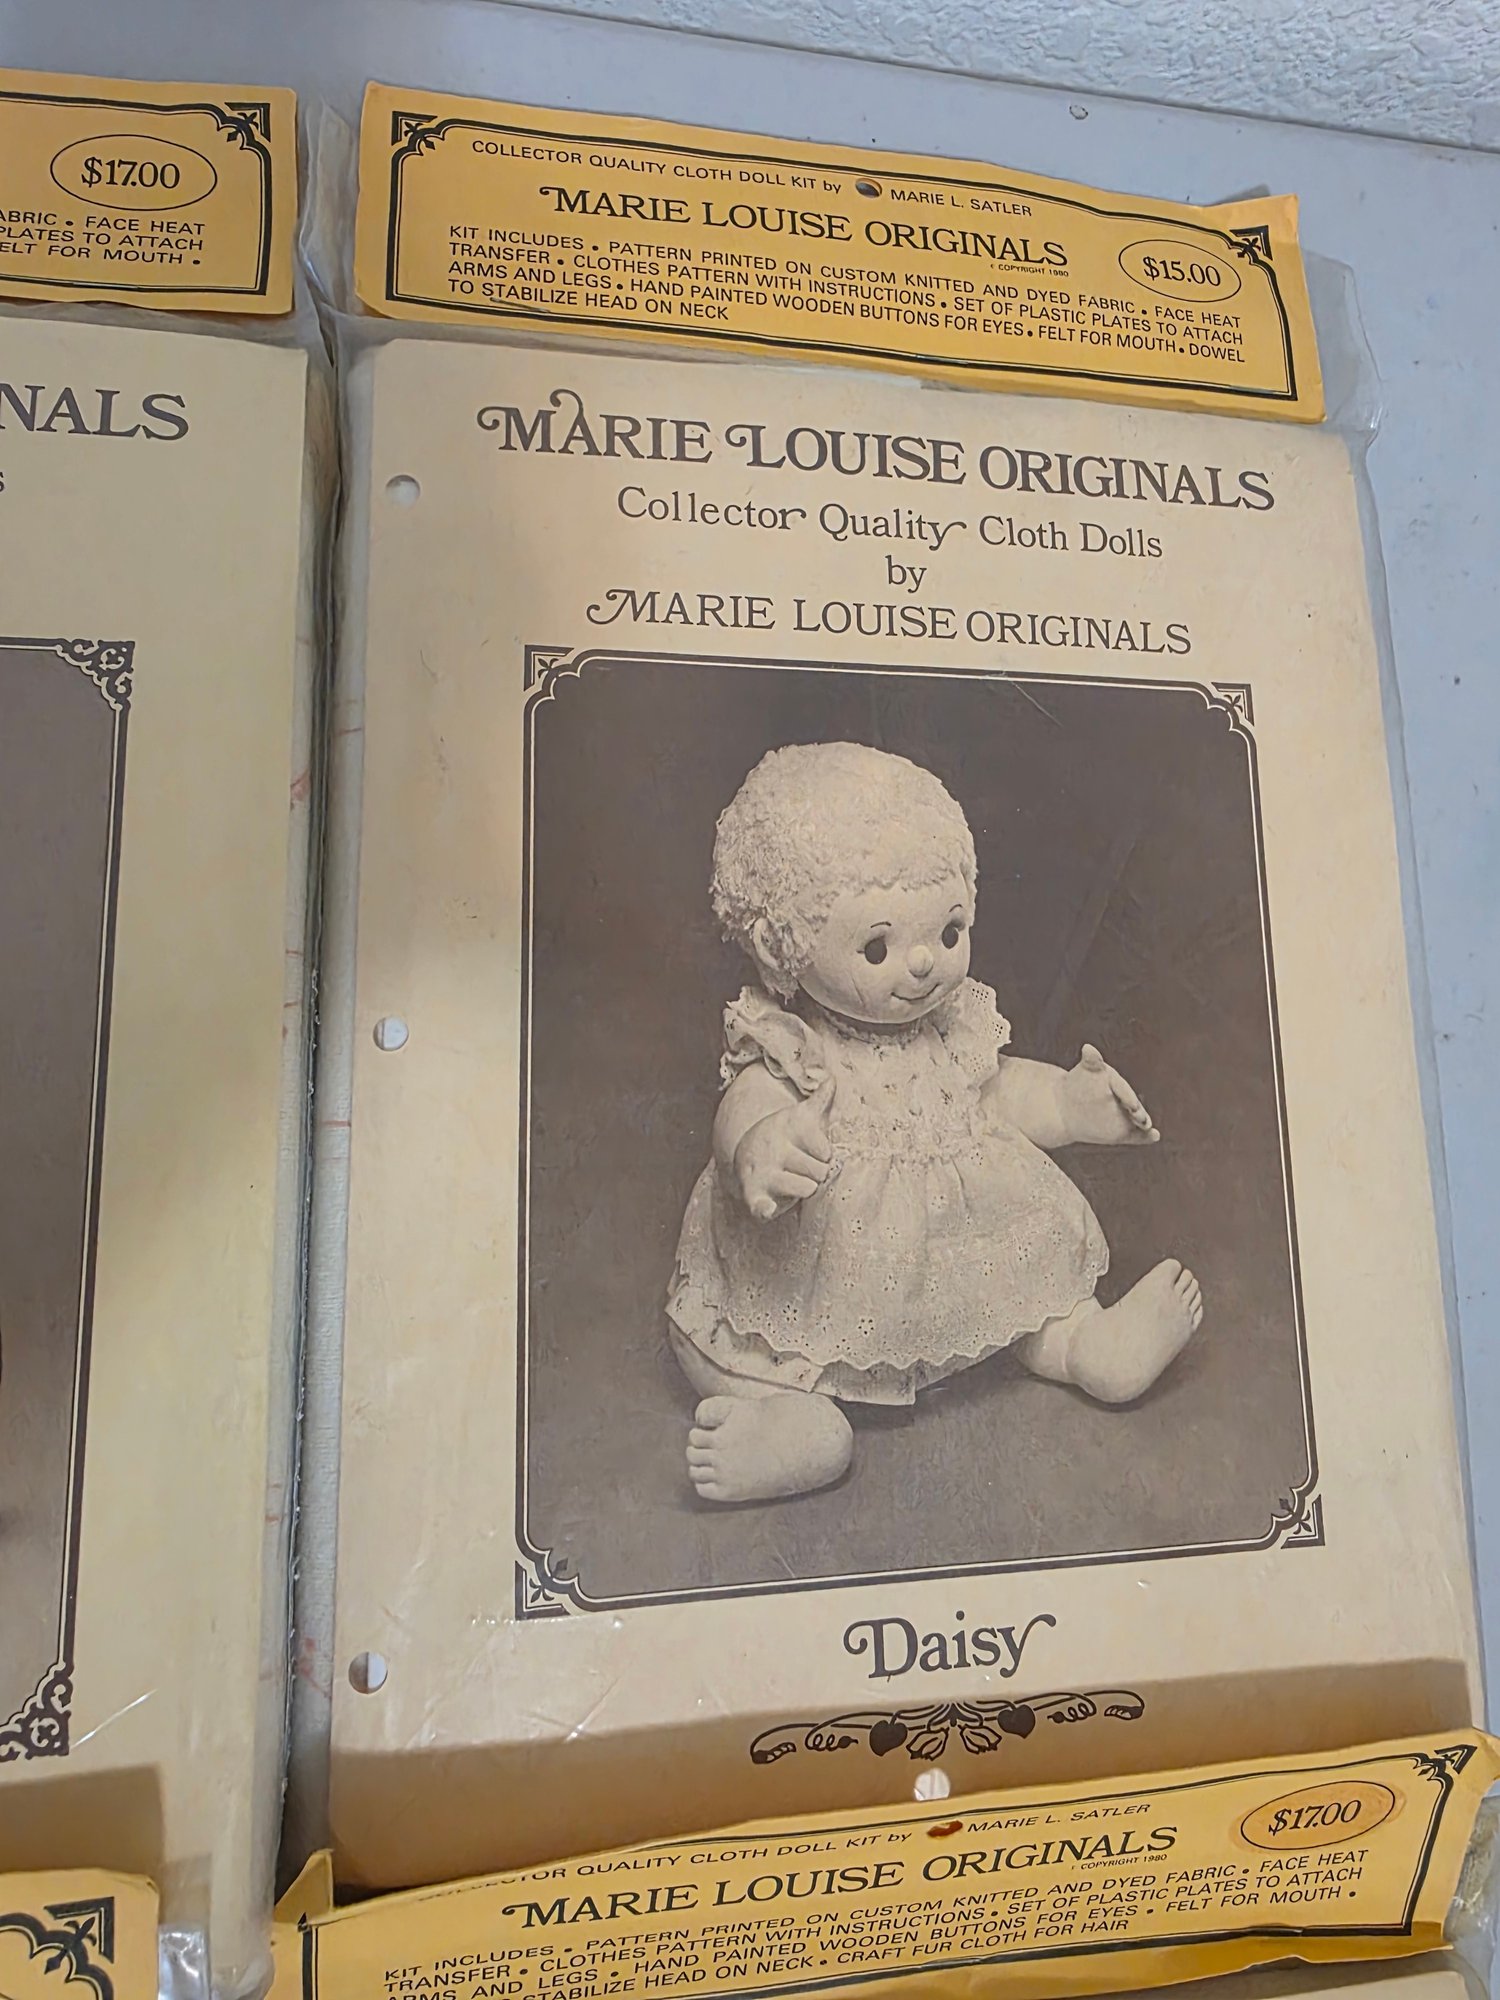 $17.00
FABRIC • FACE HEAT
PLATES TO ATTACH
FELT FOR MOUTH •
NALS
s
COLLECTOR QUALITY CLOTH DOLL KIT by MARIE L. SATLER
MARIE LOUISE ORIGINALS
© COPYRIGHT 1980
$15.00
KIT INCLUDES • PATTERN PRINTED ON CUSTOM KNITTED AND DYED FABRIC • FACE HEAT
TRANSFER • CLOTHES PATTERN WITH INSTRUCTIONS • SET OF PLASTIC PLATES TO ATTACH
ARMS AND LEGS • HAND PAINTED WOODEN BUTTONS FOR EYES • FELT FOR MOUTH • DOWEL
TO STABILIZE HEAD ON NECK
MARIE LOUISE ORIGINALS
Collector Quality Cloth Dolls
by
MARIE LOUISE ORIGINALS
Daisy
COLLECTOR QUALITY CLOTH DOLL KIT by MARIE L. SATLER
MARIE LOUISE ORIGINALS
© COPYRIGHT 1980
$17.00
KIT INCLUDES • PATTERN PRINTED ON CUSTOM KNITTED AND DYED FABRIC • FACE HEAT
TRANSFER • CLOTHES PATTERN WITH INSTRUCTIONS • SET OF PLASTIC PLATES TO ATTACH
ARMS AND LEGS • HAND PAINTED WOODEN BUTTONS FOR EYES • FELT FOR MOUTH •
STABILIZE HEAD ON NECK • CRAFT FUR CLOTH FOR HAIR